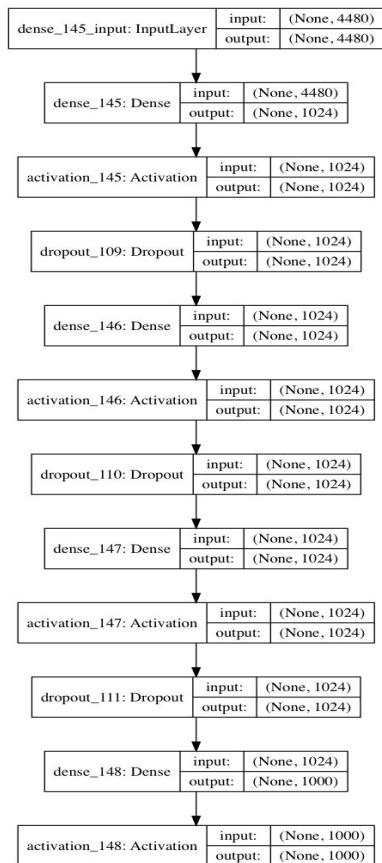 dense_145_input: InputLayer input: (None, 4480)
output: (None, 4480)
dense_145: Dense input: (None, 4480)
output: (None, 1024)
activation_145: Activation input: (None, 1024)
output: (None, 1024)
dropout_109: Dropout input: (None, 1024)
output: (None, 1024)
dense_146: Dense input: (None, 1024)
output: (None, 1024)
activation_146: Activation input: (None, 1024)
output: (None, 1024)
dropout_110: Dropout input: (None, 1024)
output: (None, 1024)
dense_147: Dense input: (None, 1024)
output: (None, 1024)
activation_147: Activation input: (None, 1024)
output: (None, 1024)
dropout_111: Dropout input: (None, 1024)
output: (None, 1024)
dense_148: Dense input: (None, 1024)
output: (None, 1000)
activation_148: Activation input: (None, 1000)
output: (None, 1000)